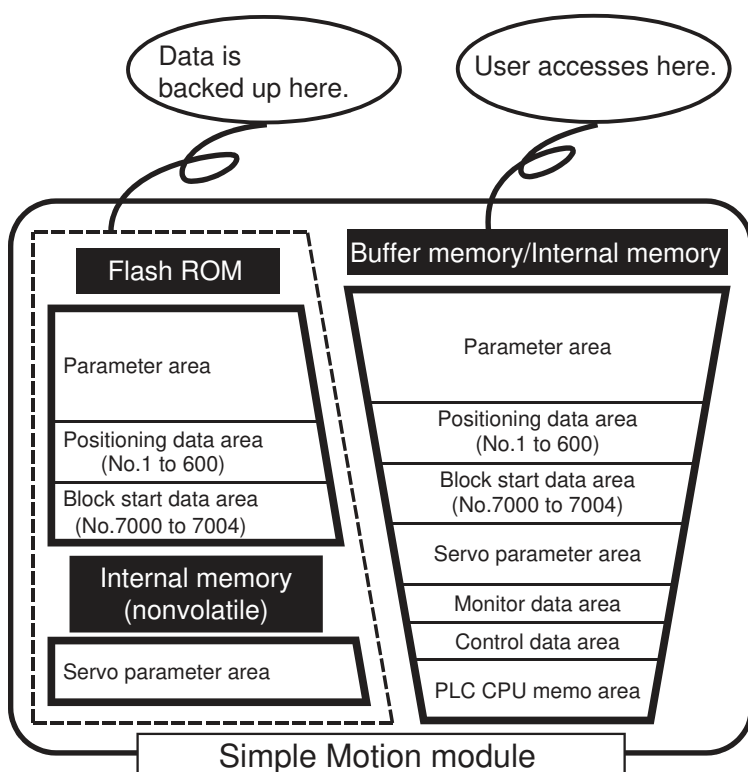 Data is
backed up here.
User accesses here.
Flash ROM
Parameter area
Positioning data area
(No.1 to 600)
Block start data area
(No.7000 to 7004)
Internal memory
(nonvolatile)
Servo parameter area
Buffer memory/Internal memory
Parameter area
Positioning data area
(No.1 to 600)
Block start data area
(No.7000 to 7004)
Servo parameter area
Monitor data area
Control data area
PLC CPU memo area
Simple Motion module